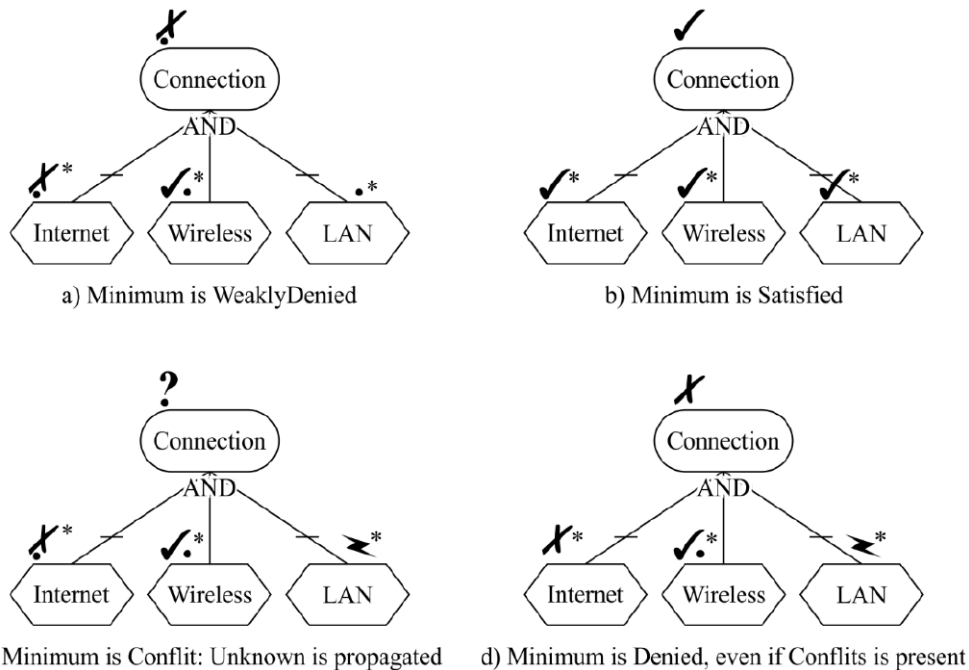 Connection
AND
* * *
Internet Wireless LAN
a) Minimum is WeaklyDenied
Connection
AND
* * *
Internet Wireless LAN
b) Minimum is Satisfied
?
Connection
AND
* * *
Internet Wireless LAN
Minimum is Conflit: Unknown is propagated
Connection
AND
* * *
Internet Wireless LAN
d) Minimum is Denied, even if Conflits is present